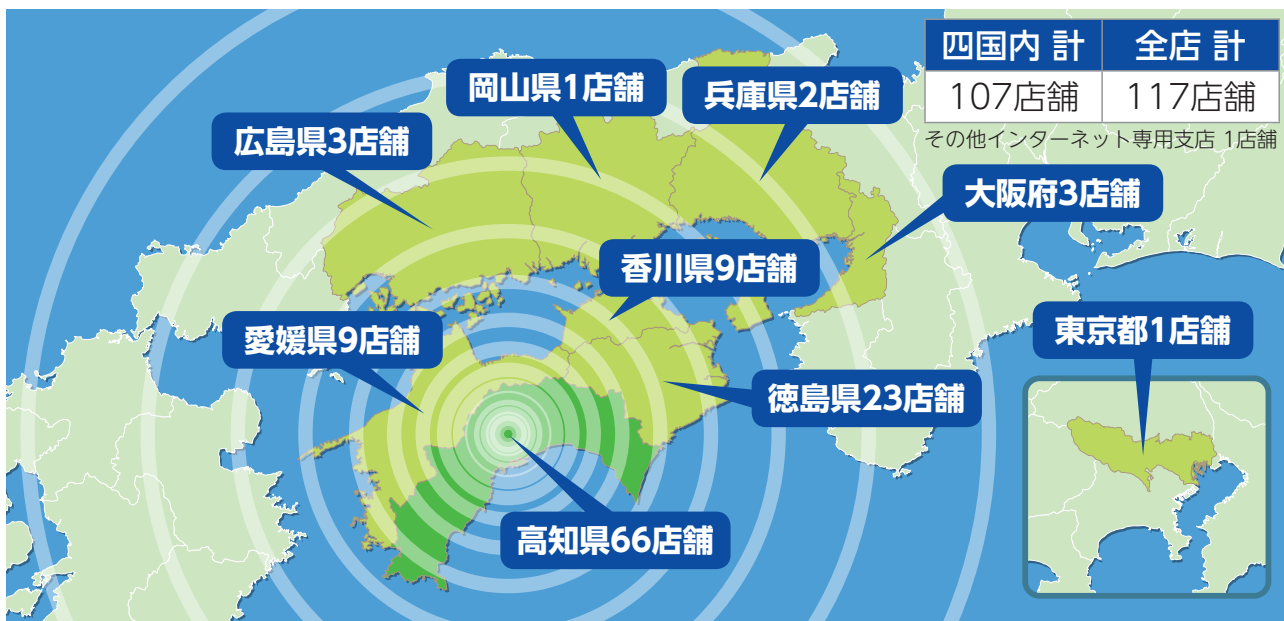 四国内 計 全店 計
107店舗 117店舗
その他インターネット専用支店 1店舗
岡山県1店舗
兵庫県2店舗
広島県3店舗
大阪府3店舗
香川県9店舗
愛媛県9店舗
東京都1店舗
徳島県23店舗
高知県66店舗